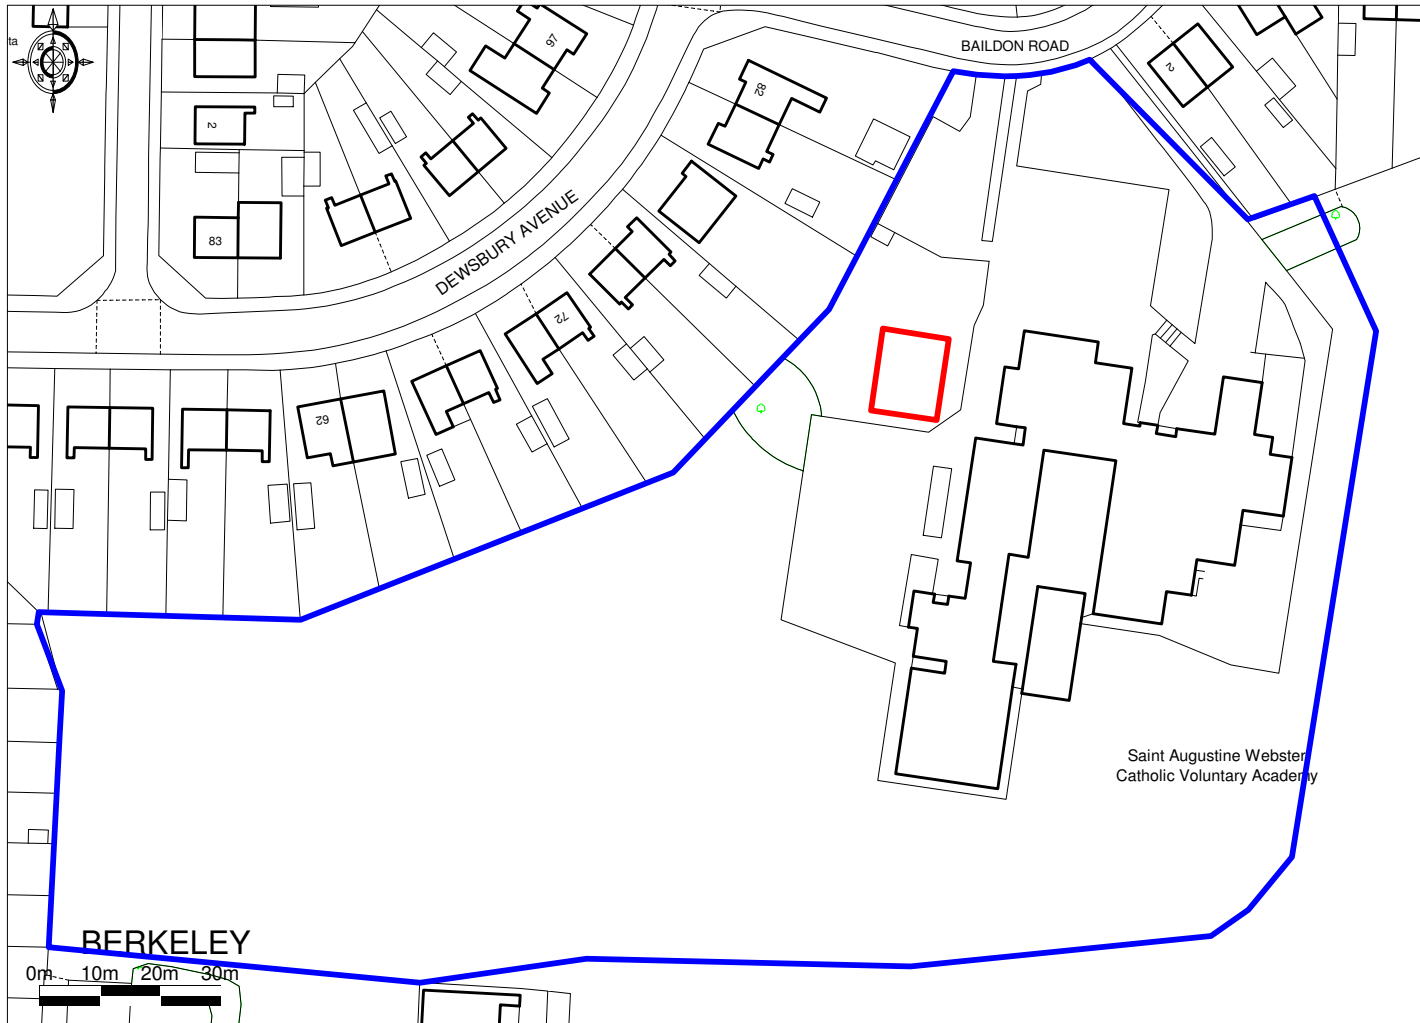 BAILDON ROAD
ta
97
82
2
2
DEWSBURY AVENUE
83
72
62
Saint Augustine Webster
Catholic Voluntary Academy
BERKELEY
0m 10m 20m 30m